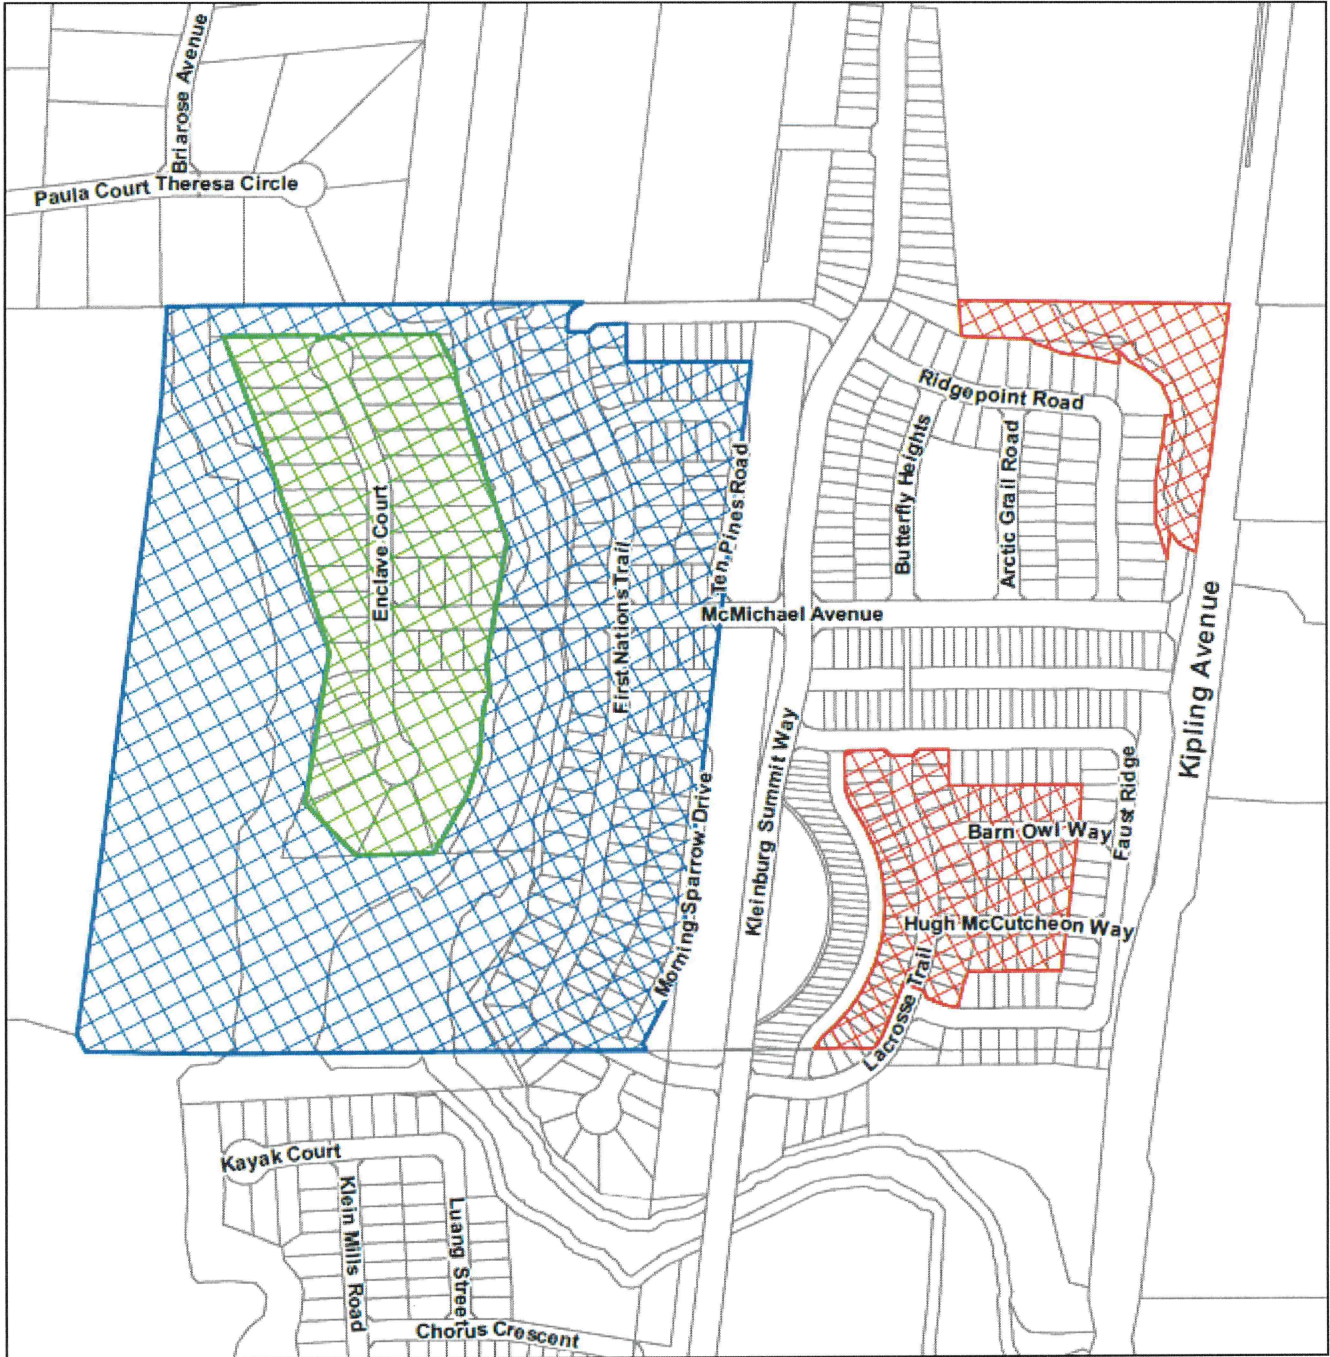 Briarose Avenue
Paula Court
Theresa Circle
Ridgepoint Road
Butterfly Heights
Arctic Grail Road
Ten Pines Road
Enclave Court
First Nations Trail
McMichael Avenue
Kipling Avenue
Kleinburg Summit Way
Morning Sparrow Drive
Faust Ridge
Barn Owl Way
Hugh McCutcheon Way
Lacrosse Trail
Kayak Court
Klein Mills Road
Luang Street
Chorus Crescent